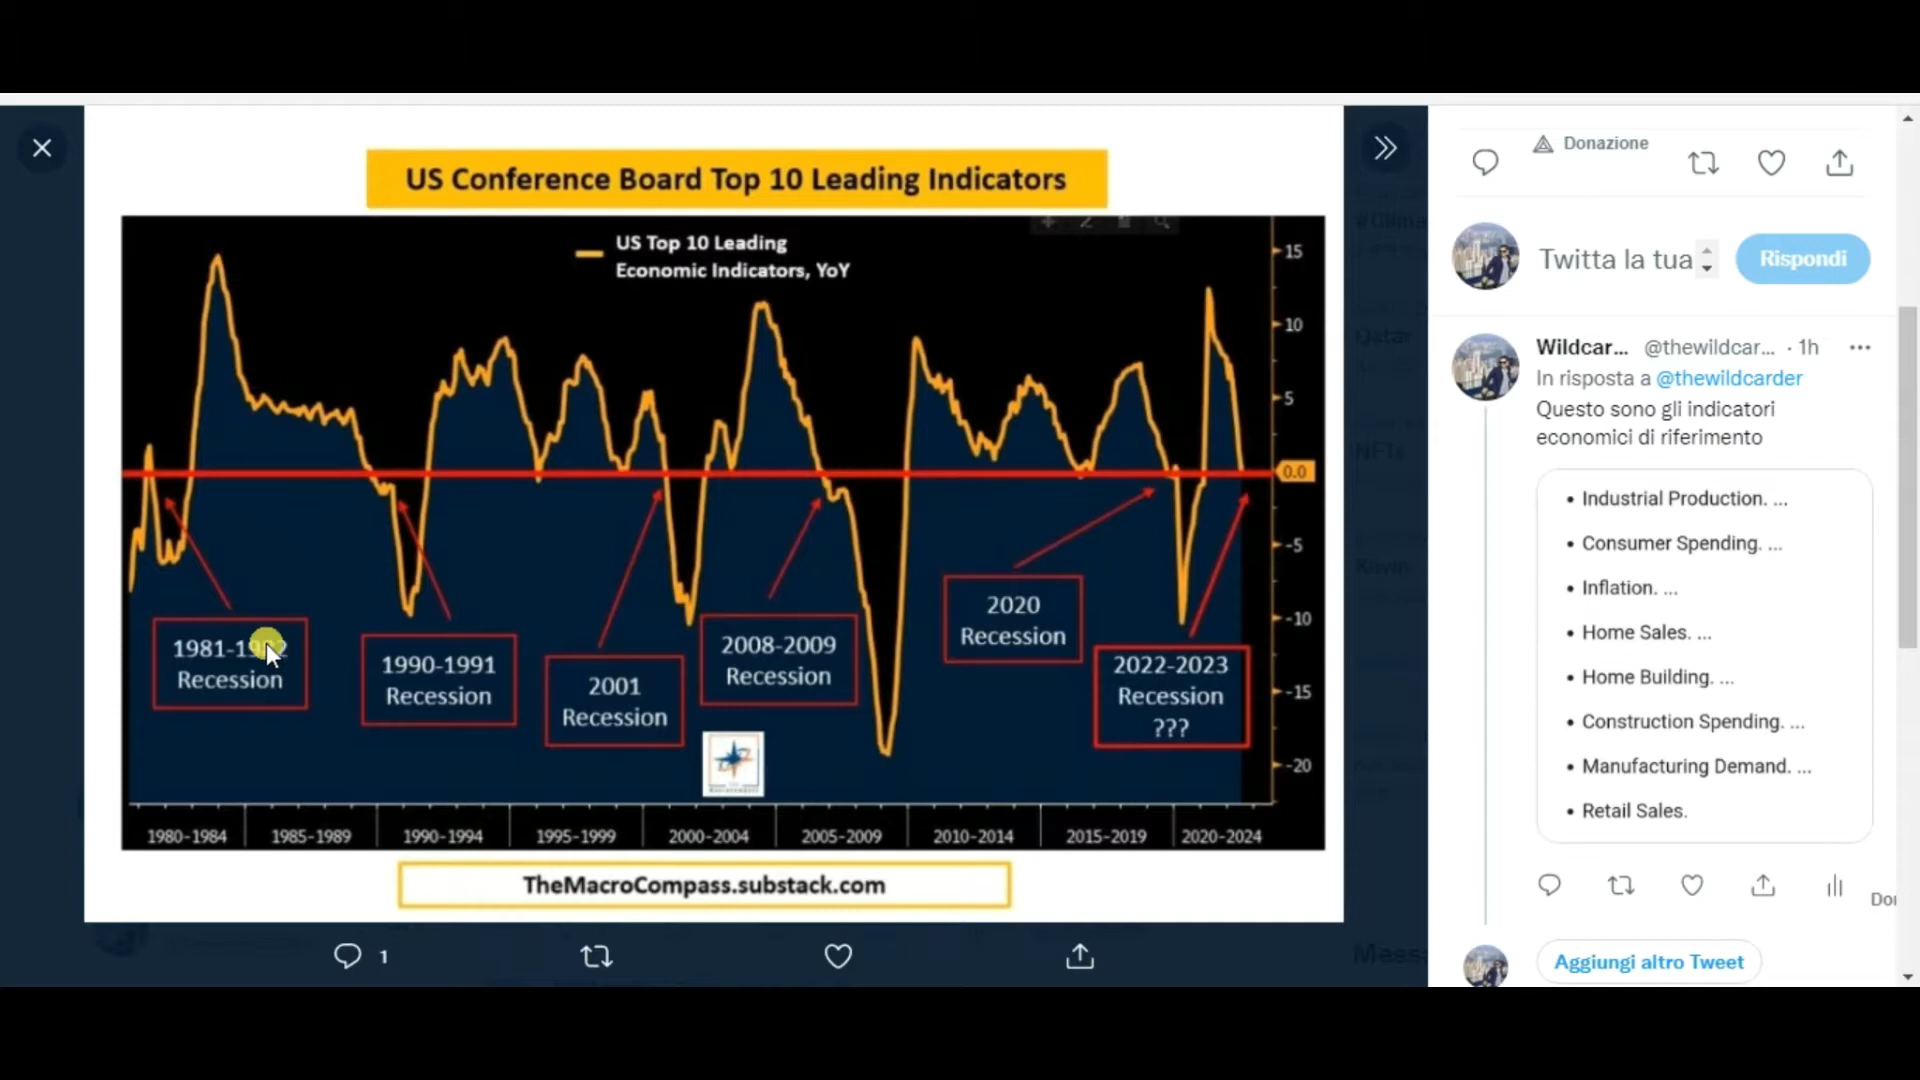 US Conference Board Top 10 Leading Indicators
US Top 10 Leading
Economic Indicators, YoY
15
10
5
0.0
-5
-10
-15
-20
1981-19 2
Recession
1990-1991
Recession
2001
Recession
2008-2009
Recession
2020
Recession
2022-2023
Recession
???
1980-1984
1985-1989
1990-1994
1995-1999
2000-2004
2005-2009
2010-2014
2015-2019
2020-2024
TheMacroCompass.substack.com
1
Donazione
Twitta la tua
Rispondi
Wildcar... @thewildcar... · 1h
In risposta a @thewildcarder
Questo sono gli indicatori
economici di riferimento
• Industrial Production. ...
• Consumer Spending. ...
• Inflation. ...
• Home Sales. ...
• Home Building. ...
• Construction Spending. ...
• Manufacturing Demand. ...
• Retail Sales.
Aggiungi altro Tweet
Qatar
NFTs